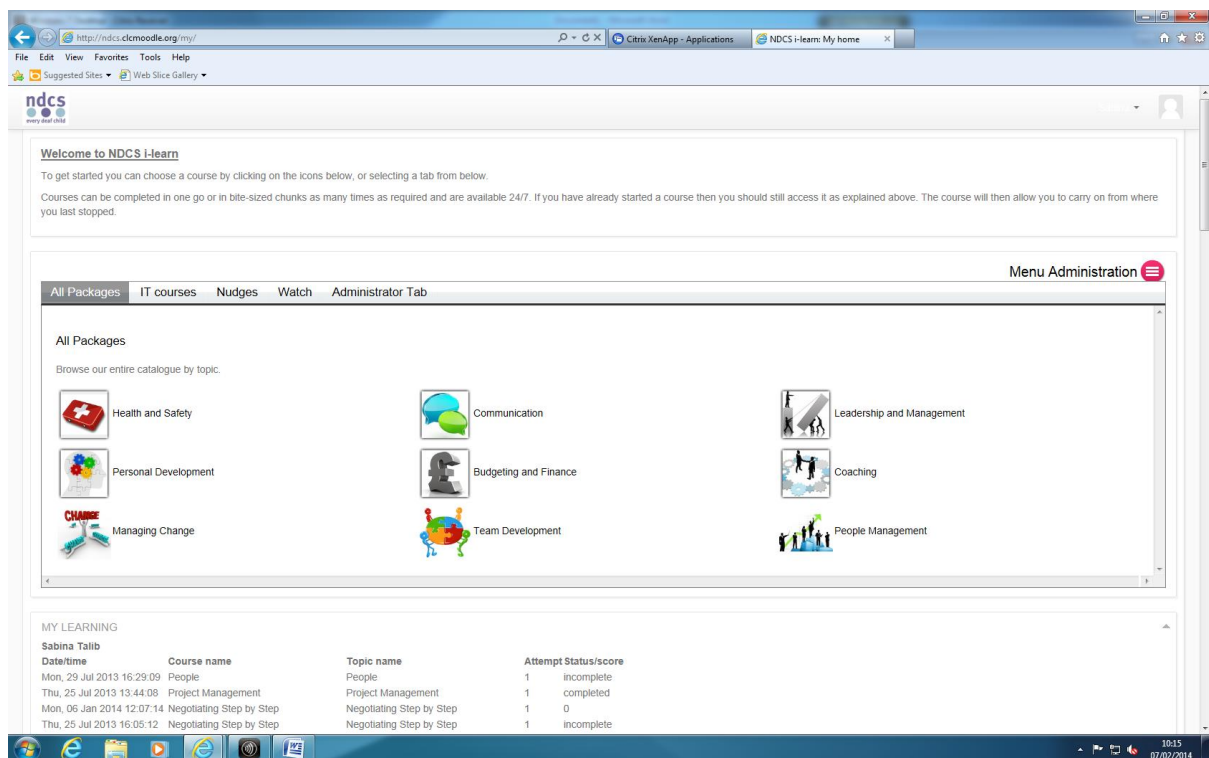 http://ndcs.clcmoodle.org/my/
Citrix XenApp - Applications
NDCS i-learn: My home
File Edit View Favorites Tools Help
Suggested Sites Web Slice Gallery
ndcs
every deaf child
Welcome to NDCS i-learn
To get started you can choose a course by clicking on the icons below, or selecting a tab from below.
Courses can be completed in one go or in bite-sized chunks as many times as required and are available 24/7. If you have already started a course then you should still access it as explained above. The course will then allow you to carry on from where
you last stopped.
Menu Administration
All Packages IT courses Nudges Watch Administrator Tab
All Packages
Browse our entire catalogue by topic.
Health and Safety Communication Leadership and Management
Personal Development Budgeting and Finance Coaching
CHANGE
Managing Change Team Development People Management
MY LEARNING
Sabina Talib
Date/time Course name Topic name Attempt Status/score
Mon, 29 Jul 2013 16:29:09 People People 1 incomplete
Thu, 25 Jul 2013 13:44:08 Project Management Project Management 1 completed
Mon, 06 Jan 2014 12:07:14 Negotiating Step by Step Negotiating Step by Step 1 0
Thu, 25 Jul 2013 16:05:12 Negotiating Step by Step Negotiating Step by Step 1 incomplete
10:15
07/02/2014